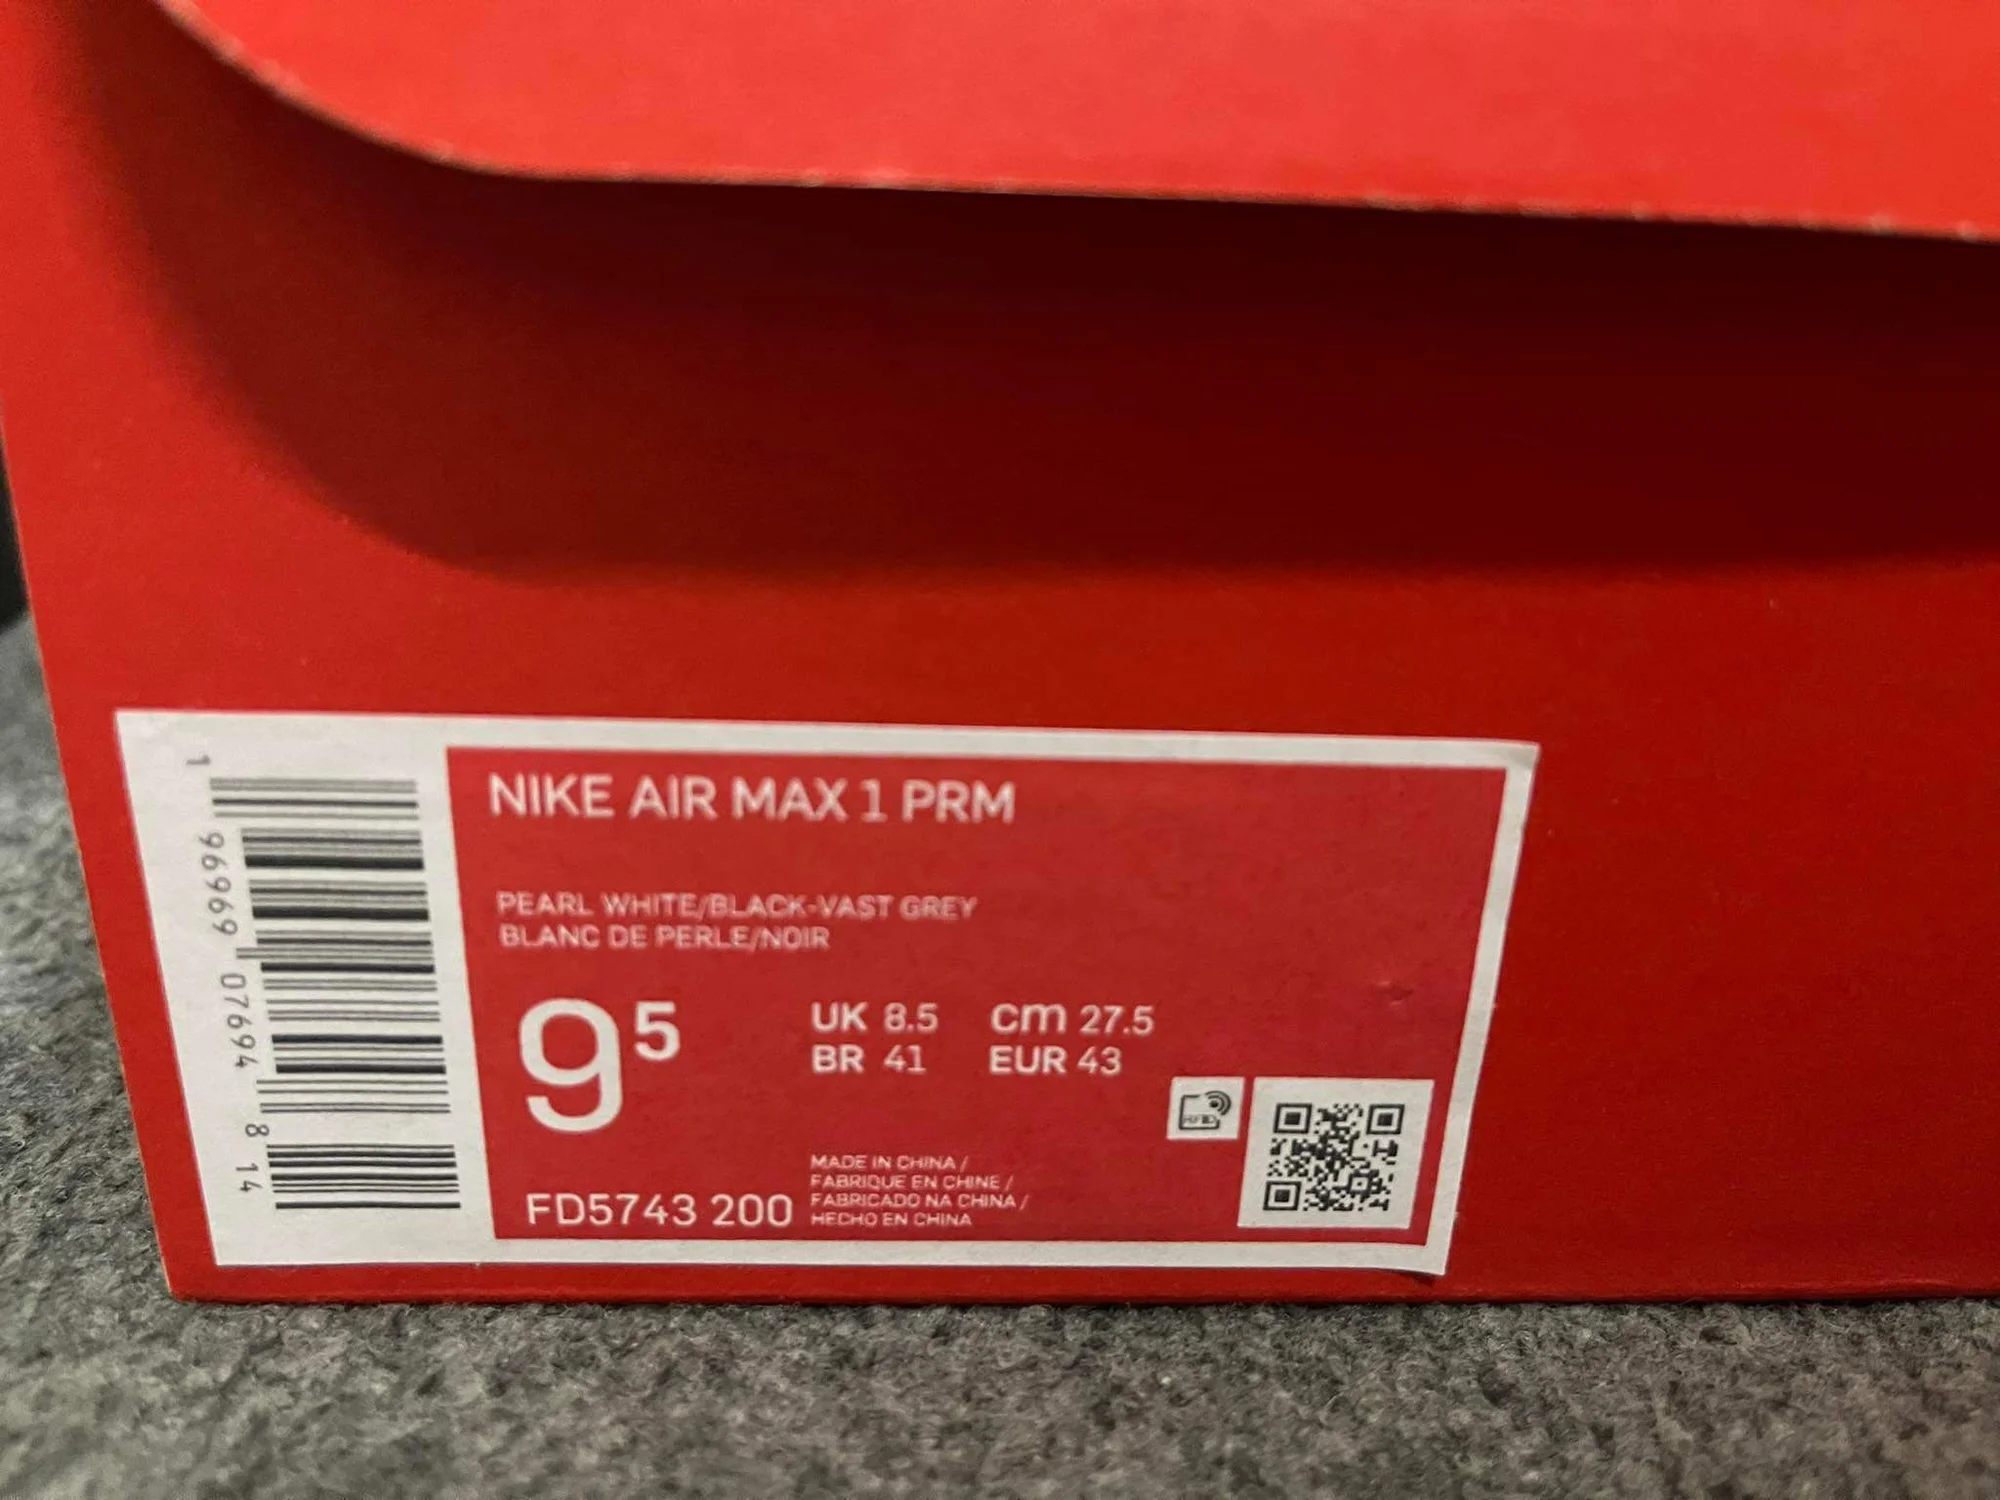 NIKE AIR MAX 1 PRM
PEARL WHITE/BLACK-VAST GREY
BLANC DE PERLE/NOIR
9 5
UK 8.5 cm 27.5
BR 41 EUR 43
FD5743 200
MADE IN CHINA /
FABRIQUE EN CHINE /
FABRICADO NA CHINA /
HECHO EN CHINA
1 96969 07694 8 14